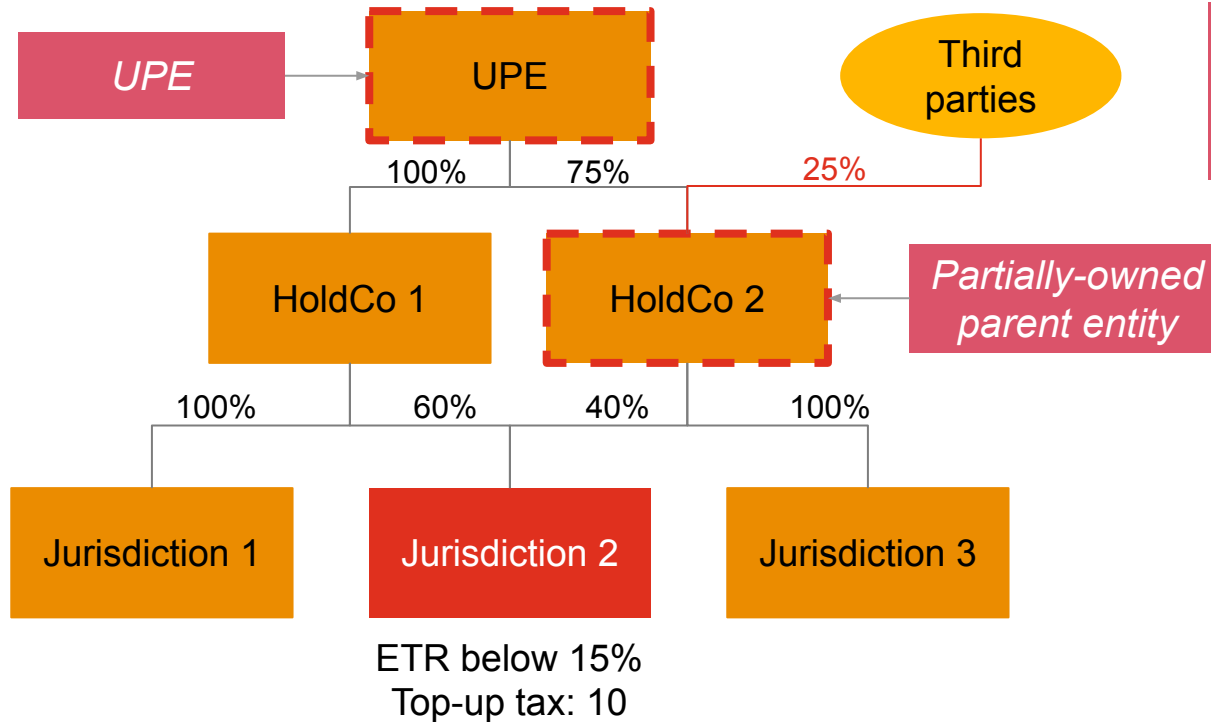 UPE
UPE
Third
parties
100%
75%
25%
HoldCo 1
HoldCo 2
Partially-owned
parent entity
100%
60%
40%
100%
Jurisdiction 1
Jurisdiction 2
Jurisdiction 3
ETR below 15%
Top-up tax: 10